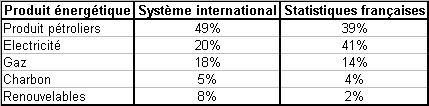 Produit énergétique Système international Statistiques françaises
Produits pétroliers 49% 39%
Electricité 20% 41%
Gaz 18% 14%
Charbon 5% 4%
Renouvelables 8% 2%